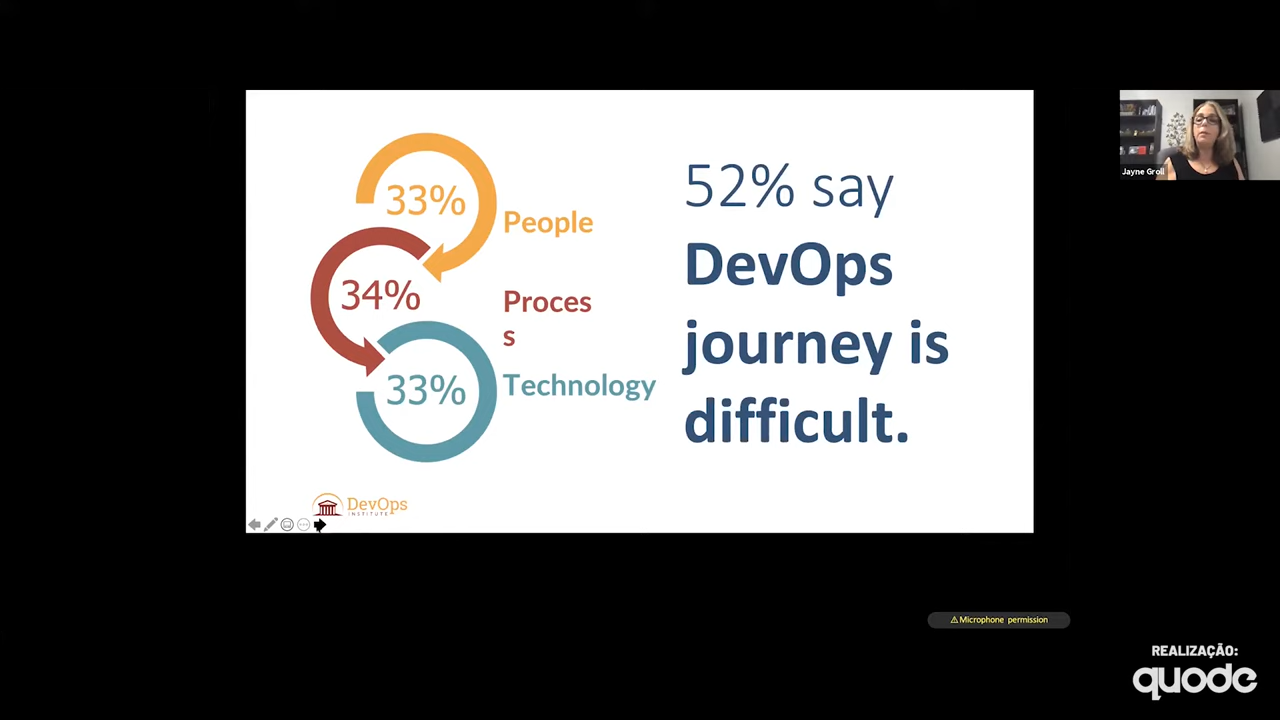 33%
People
34%
Proces
s
33%
Technology
52% say
DevOps
journey is
difficult.
DevOps
INSTITUTE
Jayne Groll
⚠Microphone permission
REALIZAÇÃO:
quode